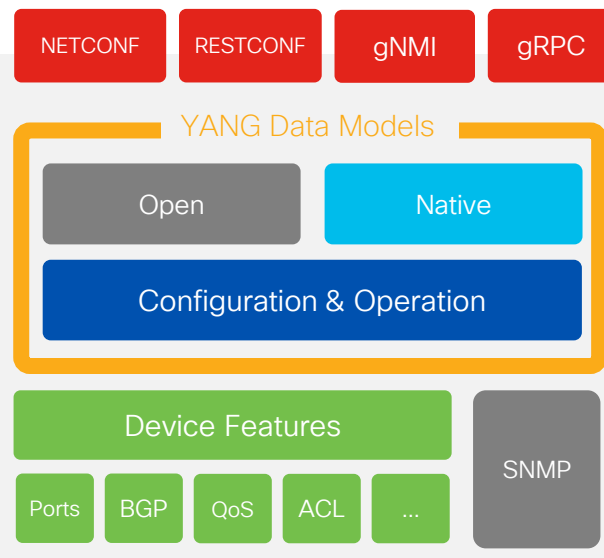 NETCONF
RESTCONF
gNMI
gRPC
YANG Data Models
Open
Native
Configuration & Operation
Device Features
SNMP
Ports
BGP
QoS
ACL
...